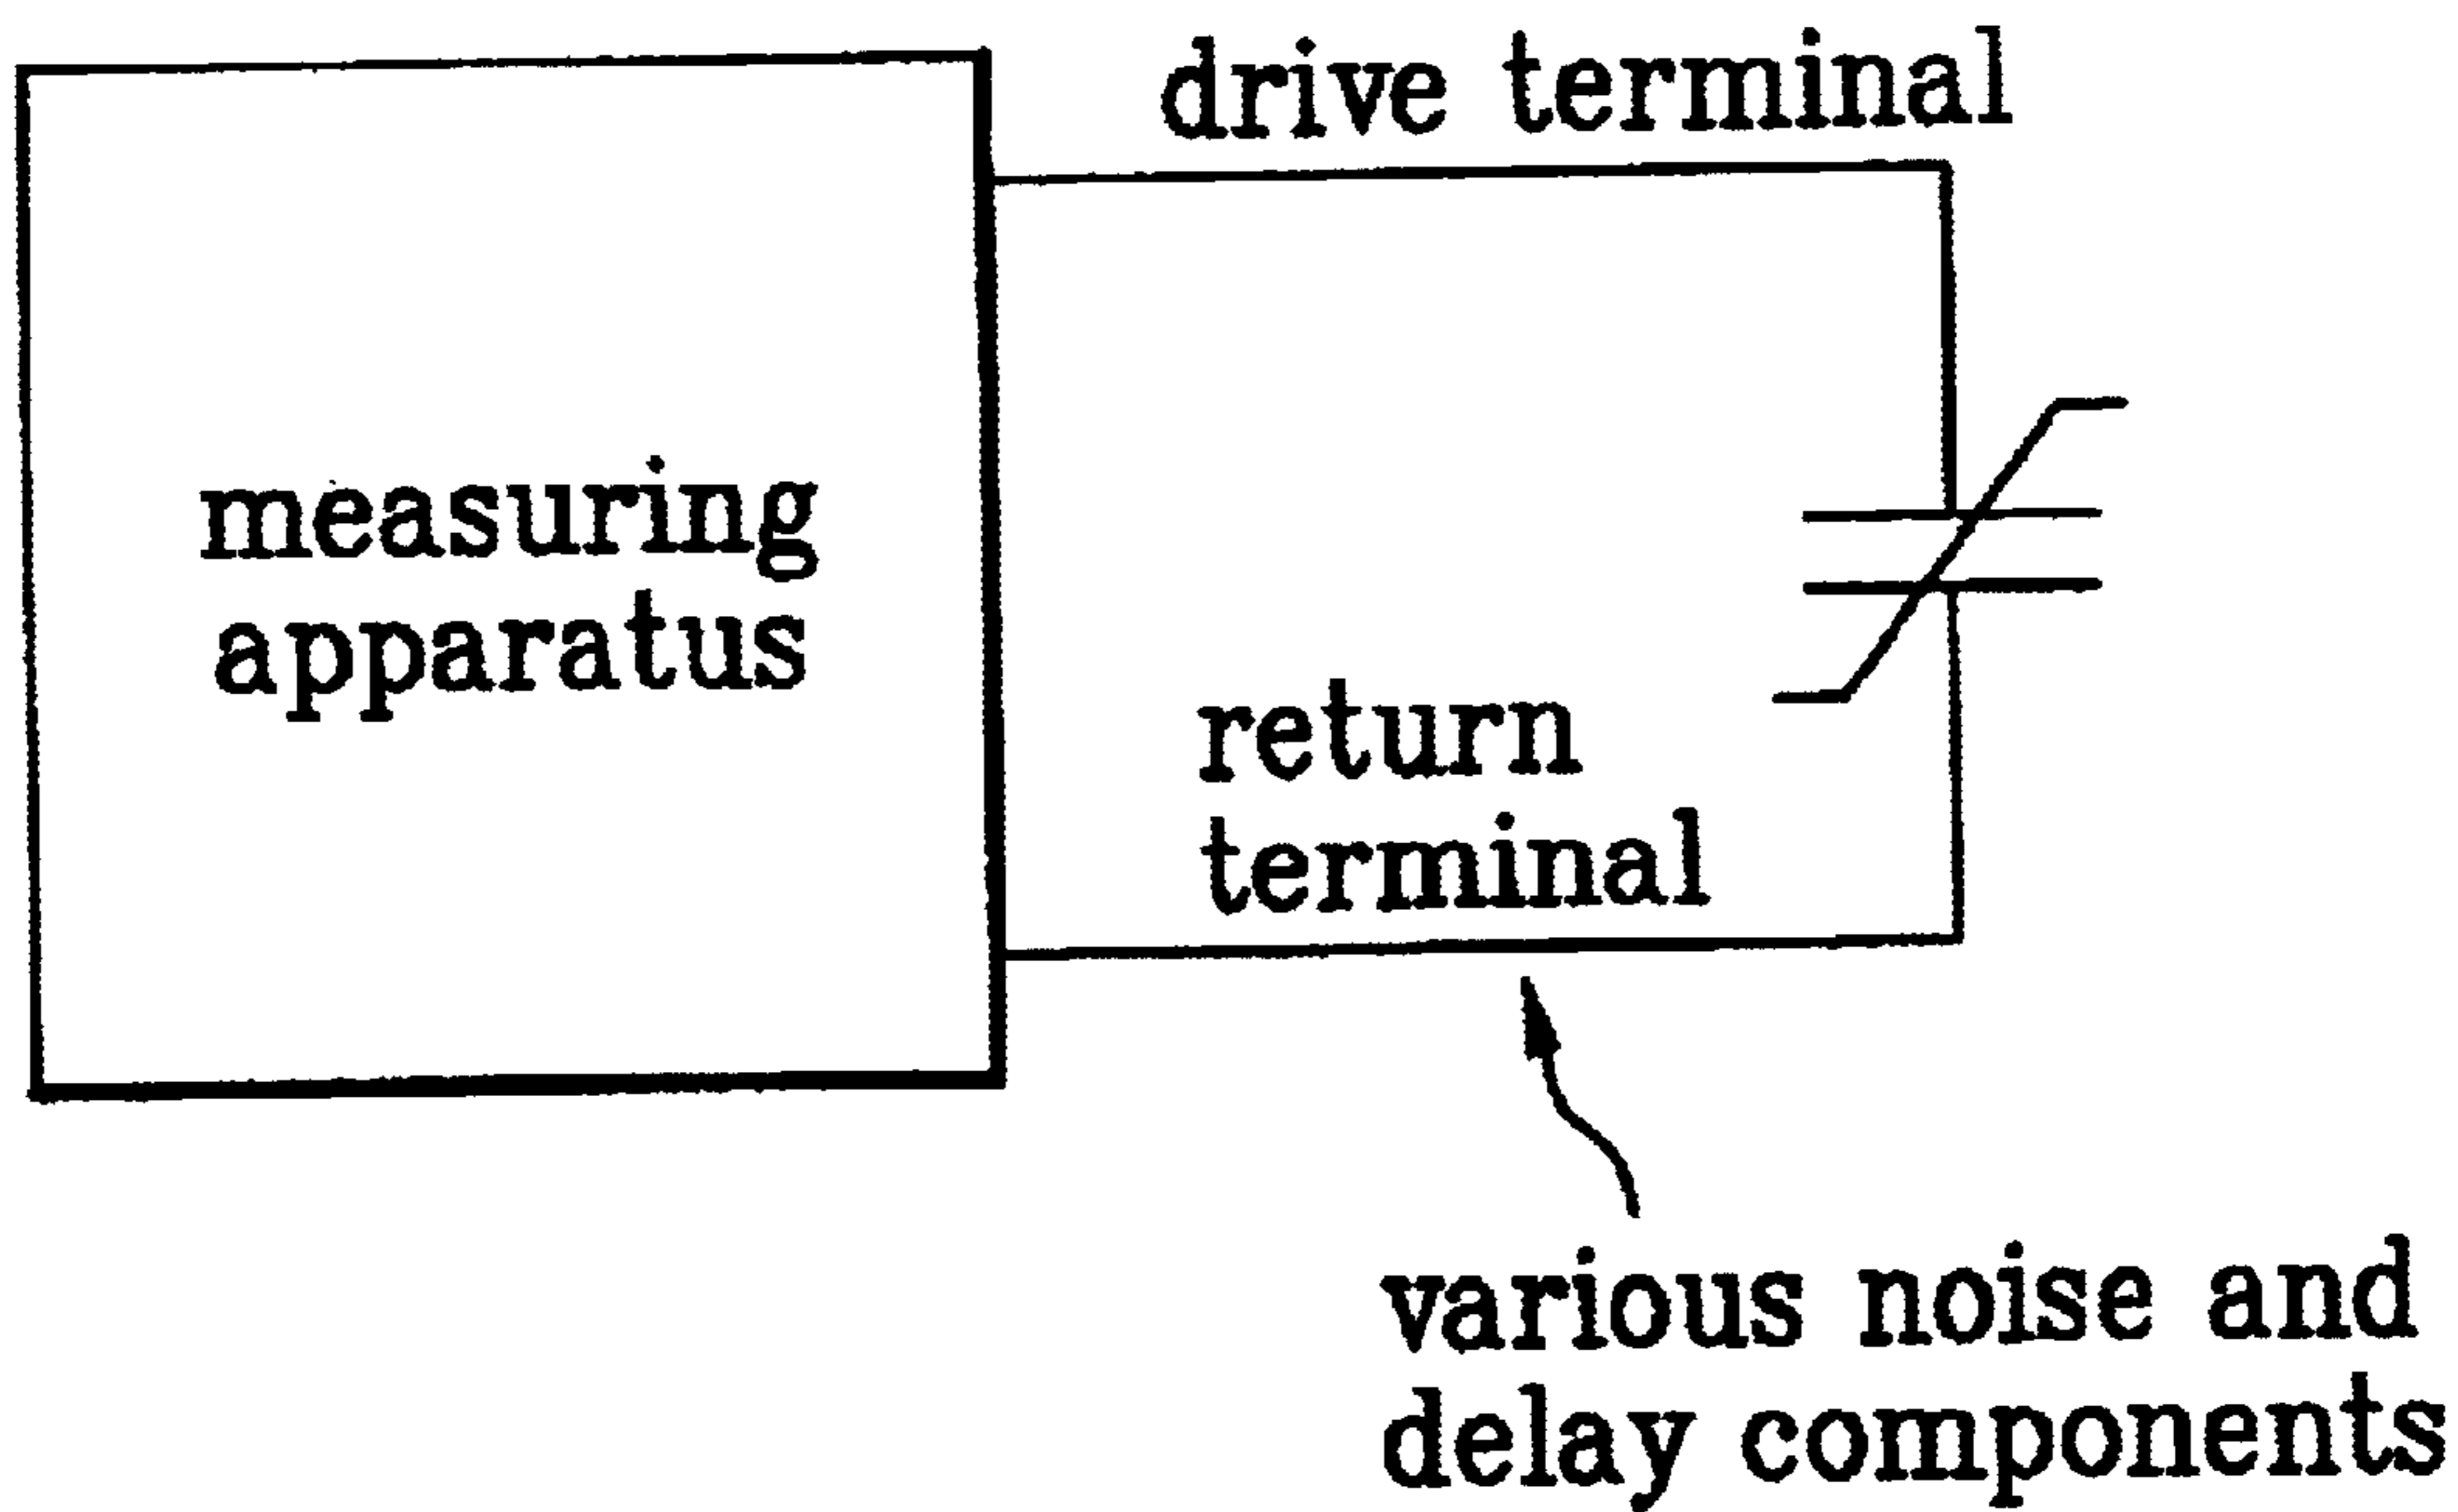 drive terminal
measuring
apparatus
return
terminal
various noise and
delay components